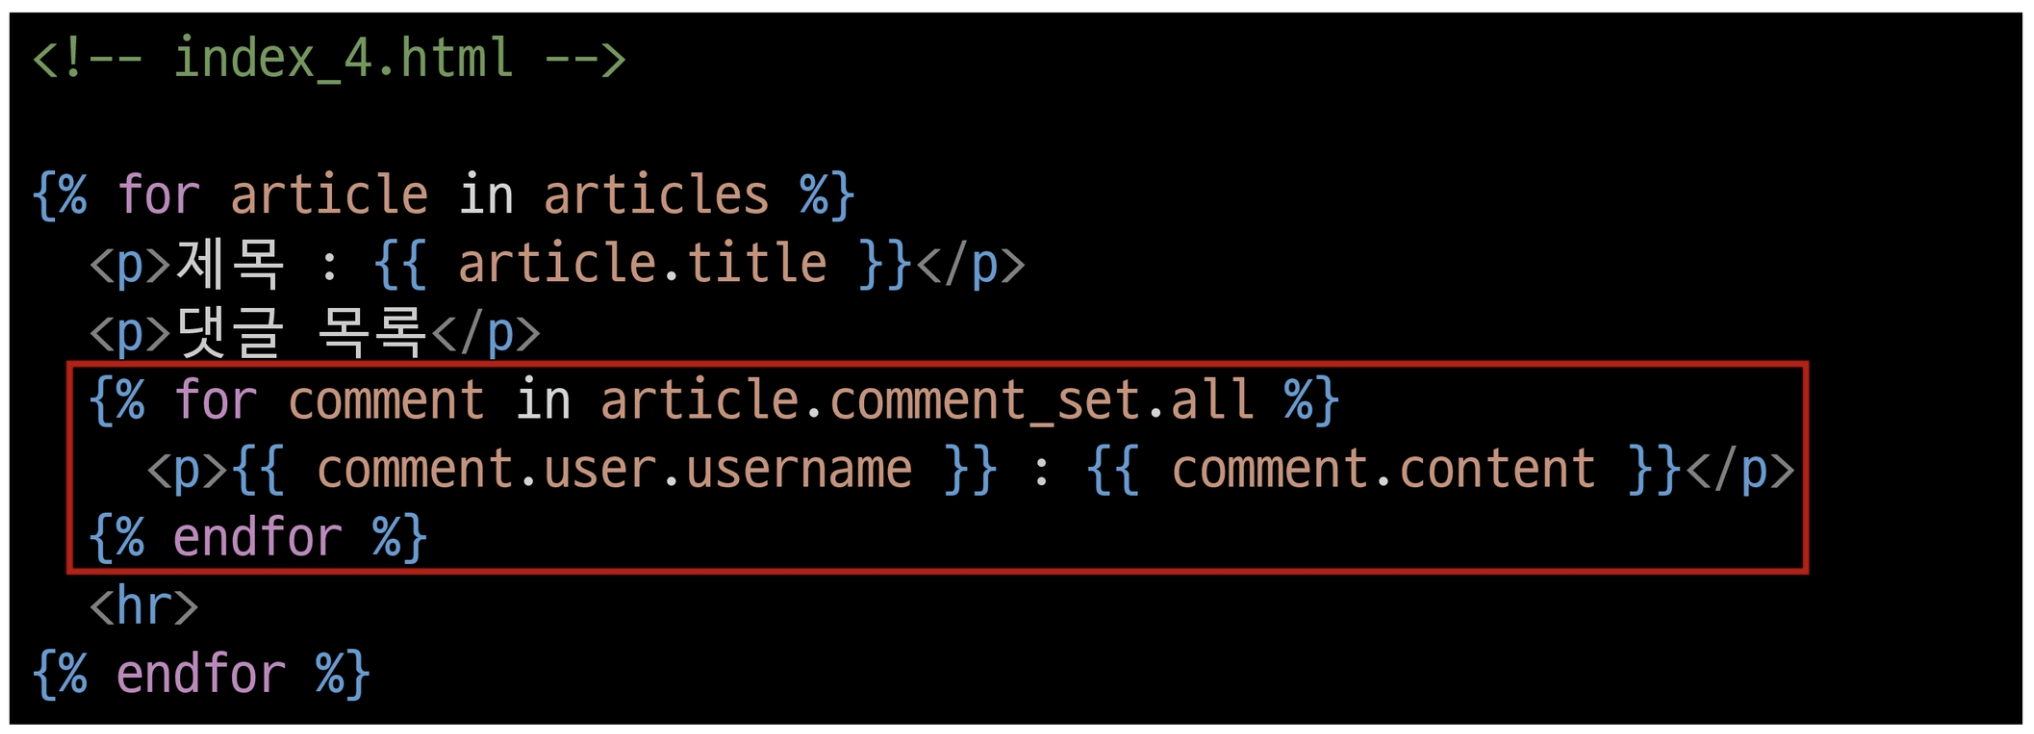 <!-- index_4.html -->
{% for article in articles %}
<p>제목 : {{ article.title }}</p>
<p>댓글 목록</p>
{% for comment in article.comment_set.all %}
<p>{{ comment.user.username }} : {{ comment.content }}</p>
{% endfor %}
<hr>
{% endfor %}